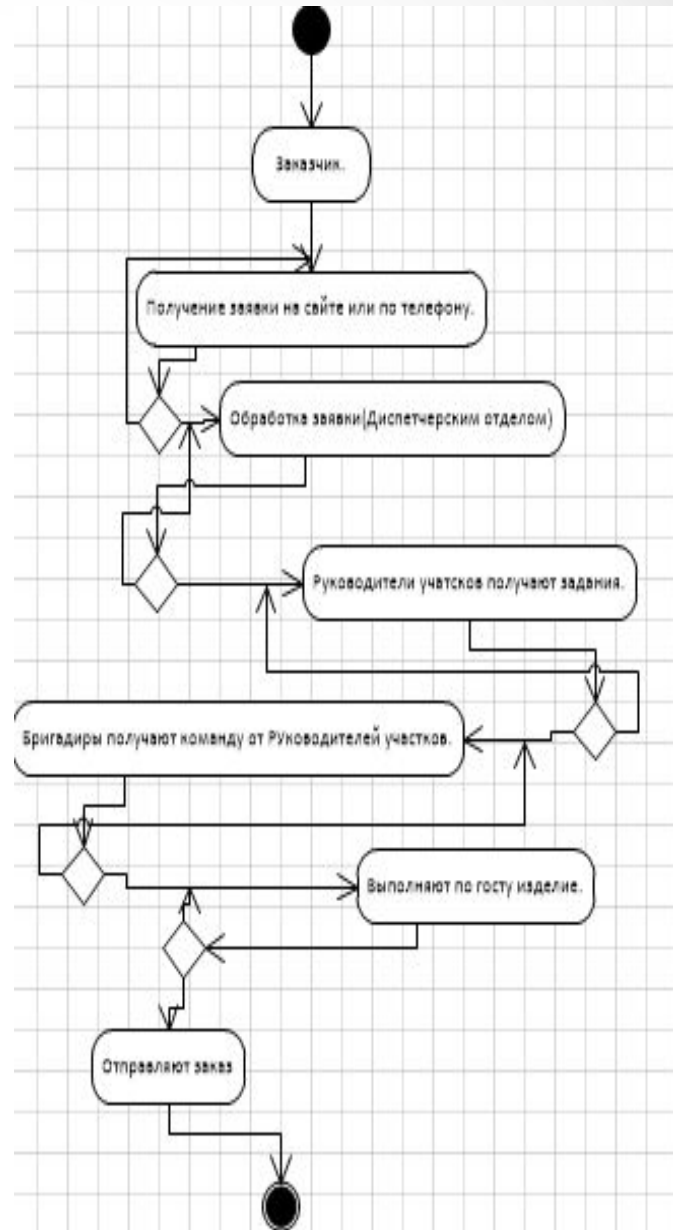 Заказчик.
Получение заявки на сайте или по телефону.
Обработка заявки(Диспетчерским отделом)
Руководители учатсков получают задания.
Бригадиры получают команду от РУководителей участков.
Выполняют по госту изделие.
Отправляют заказ